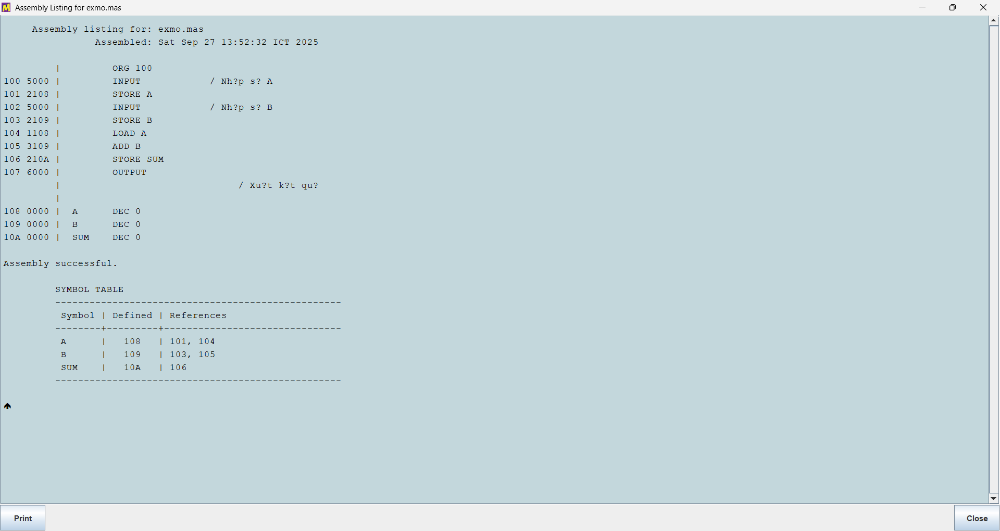 Assembly Listing for exmo.mas
Assembly listing for: exmo.mas
Assembled: Sat Sep 27 13:52:32 ICT 2025
| ORG 100
100 5000 | INPUT / Nh?p s? A
101 2108 | STORE A
102 5000 | INPUT / Nh?p s? B
103 2109 | STORE B
104 1108 | LOAD A
105 3109 | ADD B
106 210A | STORE SUM
107 6000 | OUTPUT
| / Xu?t k?t qu?
|
108 0000 | A DEC 0
109 0000 | B DEC 0
10A 0000 | SUM DEC 0
Assembly successful.
SYMBOL TABLE
--------------------------------------------------
Symbol | Defined | References
--------+---------+-------------------------------
A | 108 | 101, 104
B | 109 | 103, 105
SUM | 10A | 106
--------------------------------------------------
Print
Close